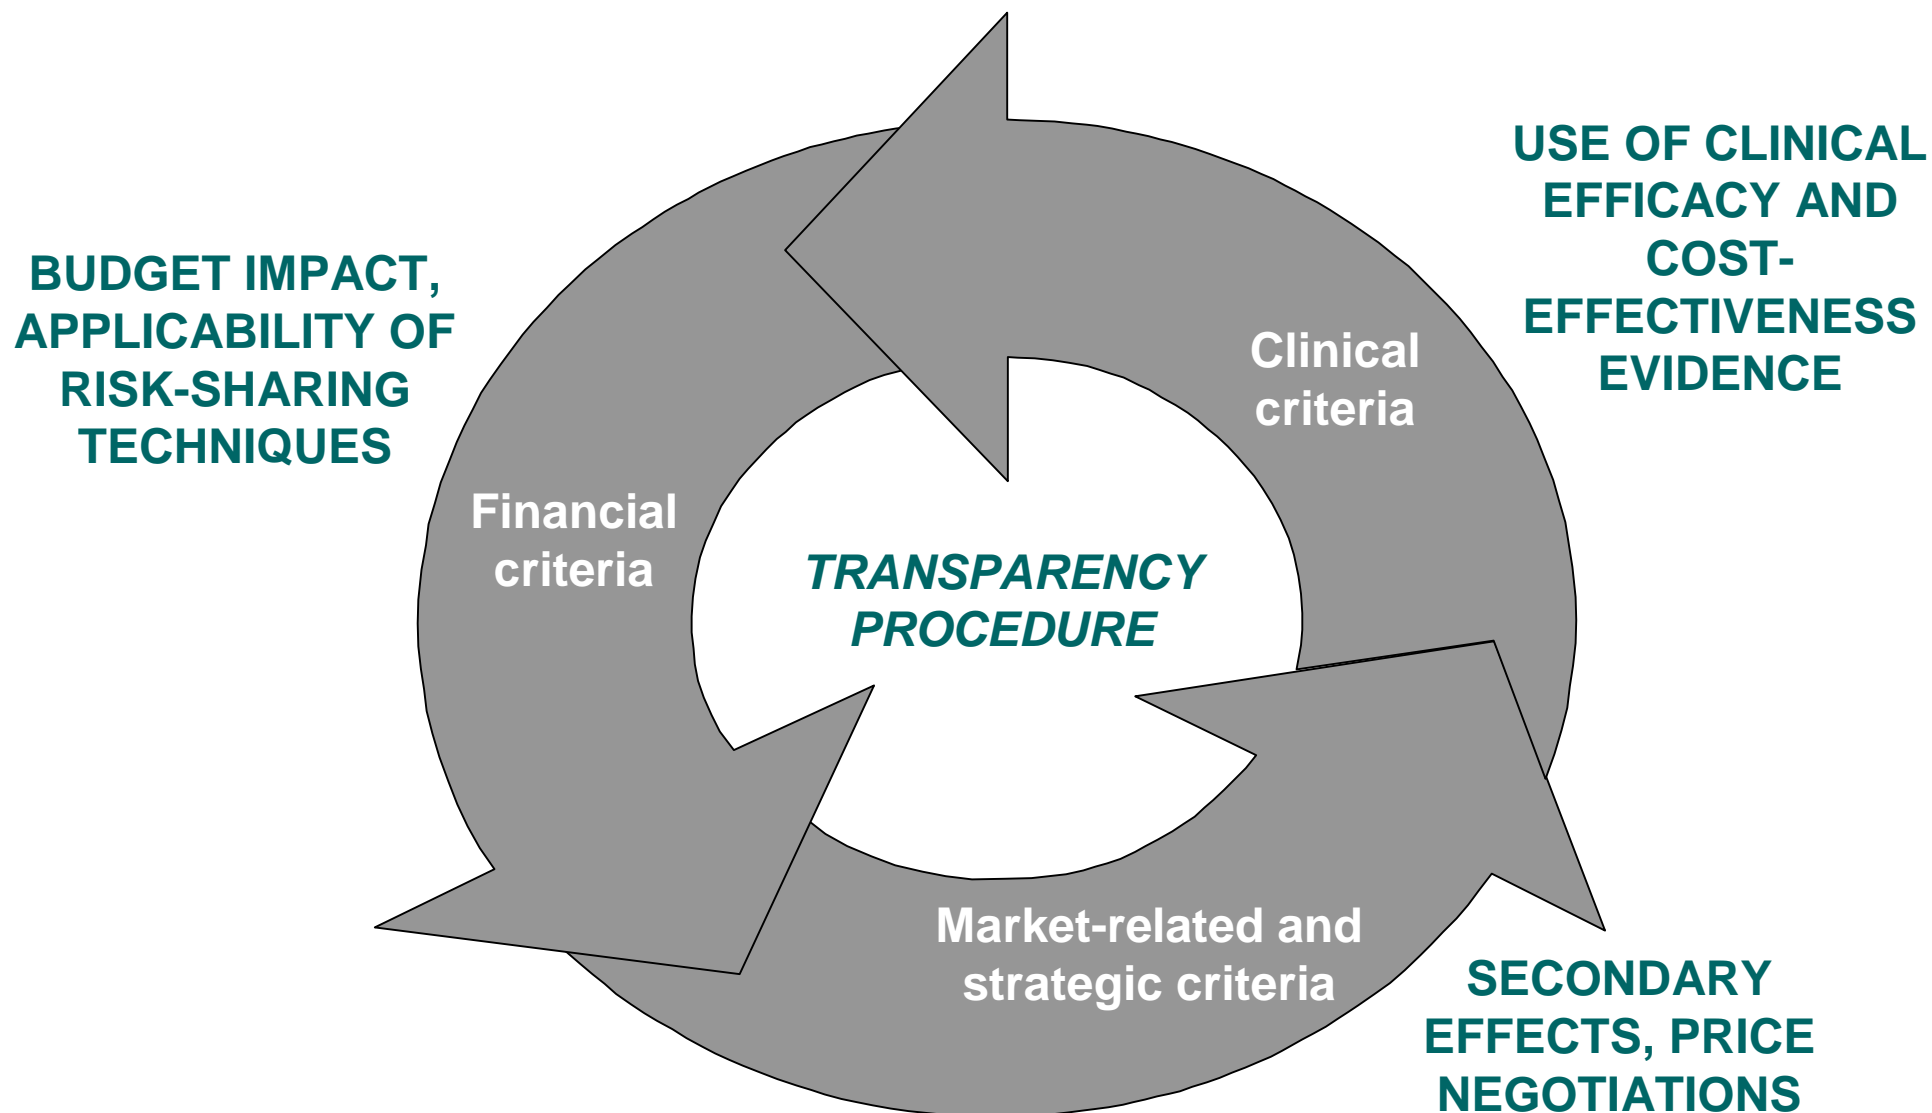 USE OF CLINICAL
EFFICACY AND
COST-
EFFECTIVENESS
EVIDENCE
BUDGET IMPACT,
APPLICABILITY OF
RISK-SHARING
TECHNIQUES
Clinical
criteria
Financial
criteria
TRANSPARENCY
PROCEDURE
Market-related and
strategic criteria
SECONDARY
EFFECTS, PRICE
NEGOTIATIONS